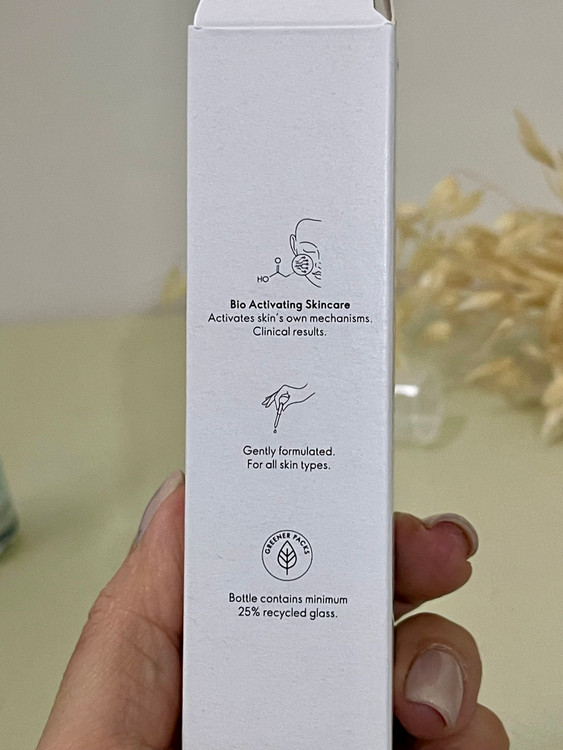 HO
O
Bio Activating Skincare
Activates skin's own mechanisms.
Clinical results.
Gently formulated.
For all skin types.
GREENER PACKS
Bottle contains minimum
25% recycled glass.